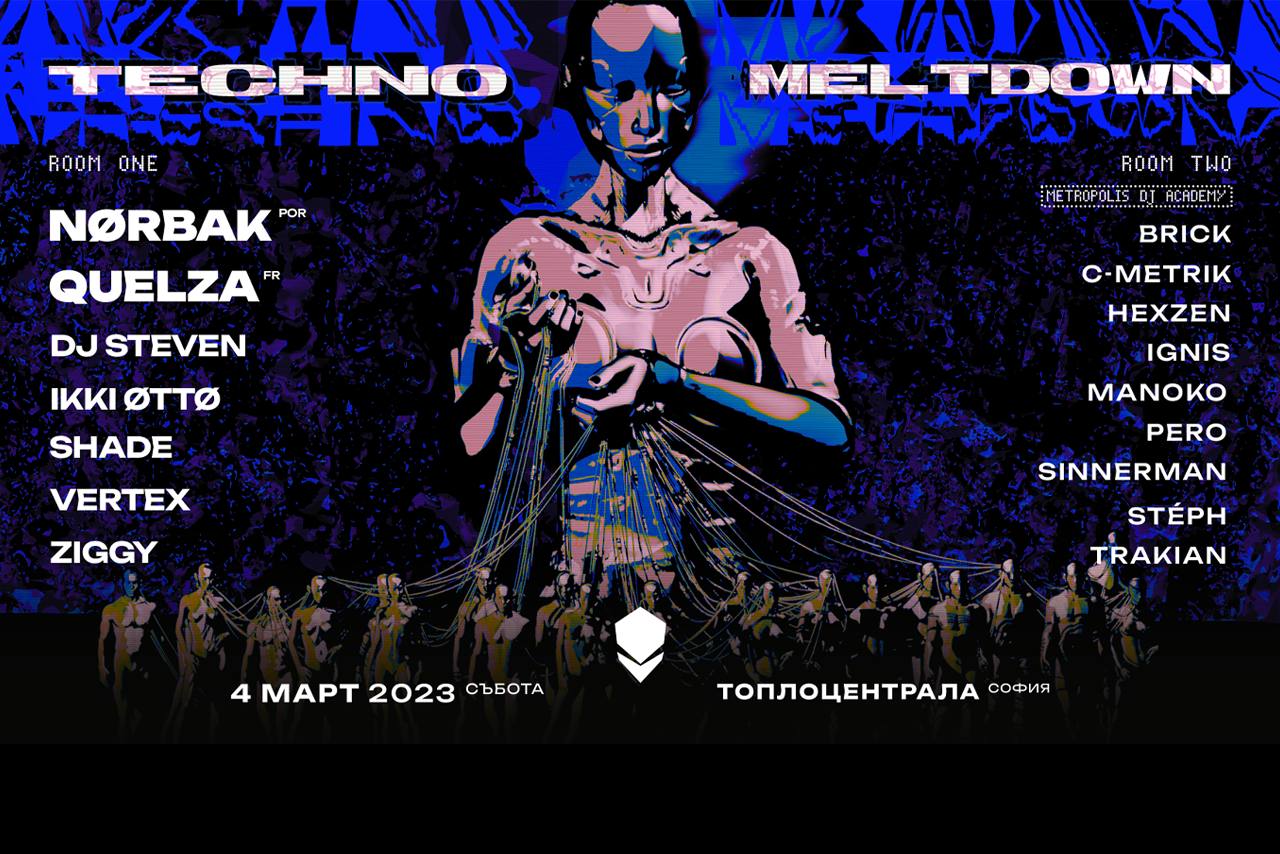 TECHNO MELTDOWN
ROOM ONE
NØRBAK POR
QUELZA FR
DJ STEVEN
IKKI ØTTØ
SHADE
VERTEX
ZIGGY
ROOM TWO
METROPOLIS DJ ACADEMY
BRICK
C-METRIK
HEXZEN
IGNIS
MANOKO
PERO
SINNERMAN
STÉPH
TRAKIAN
4 МАРТ 2023 СЪБОТА
ТОПЛОЦЕНТРАЛА СОФИЯ